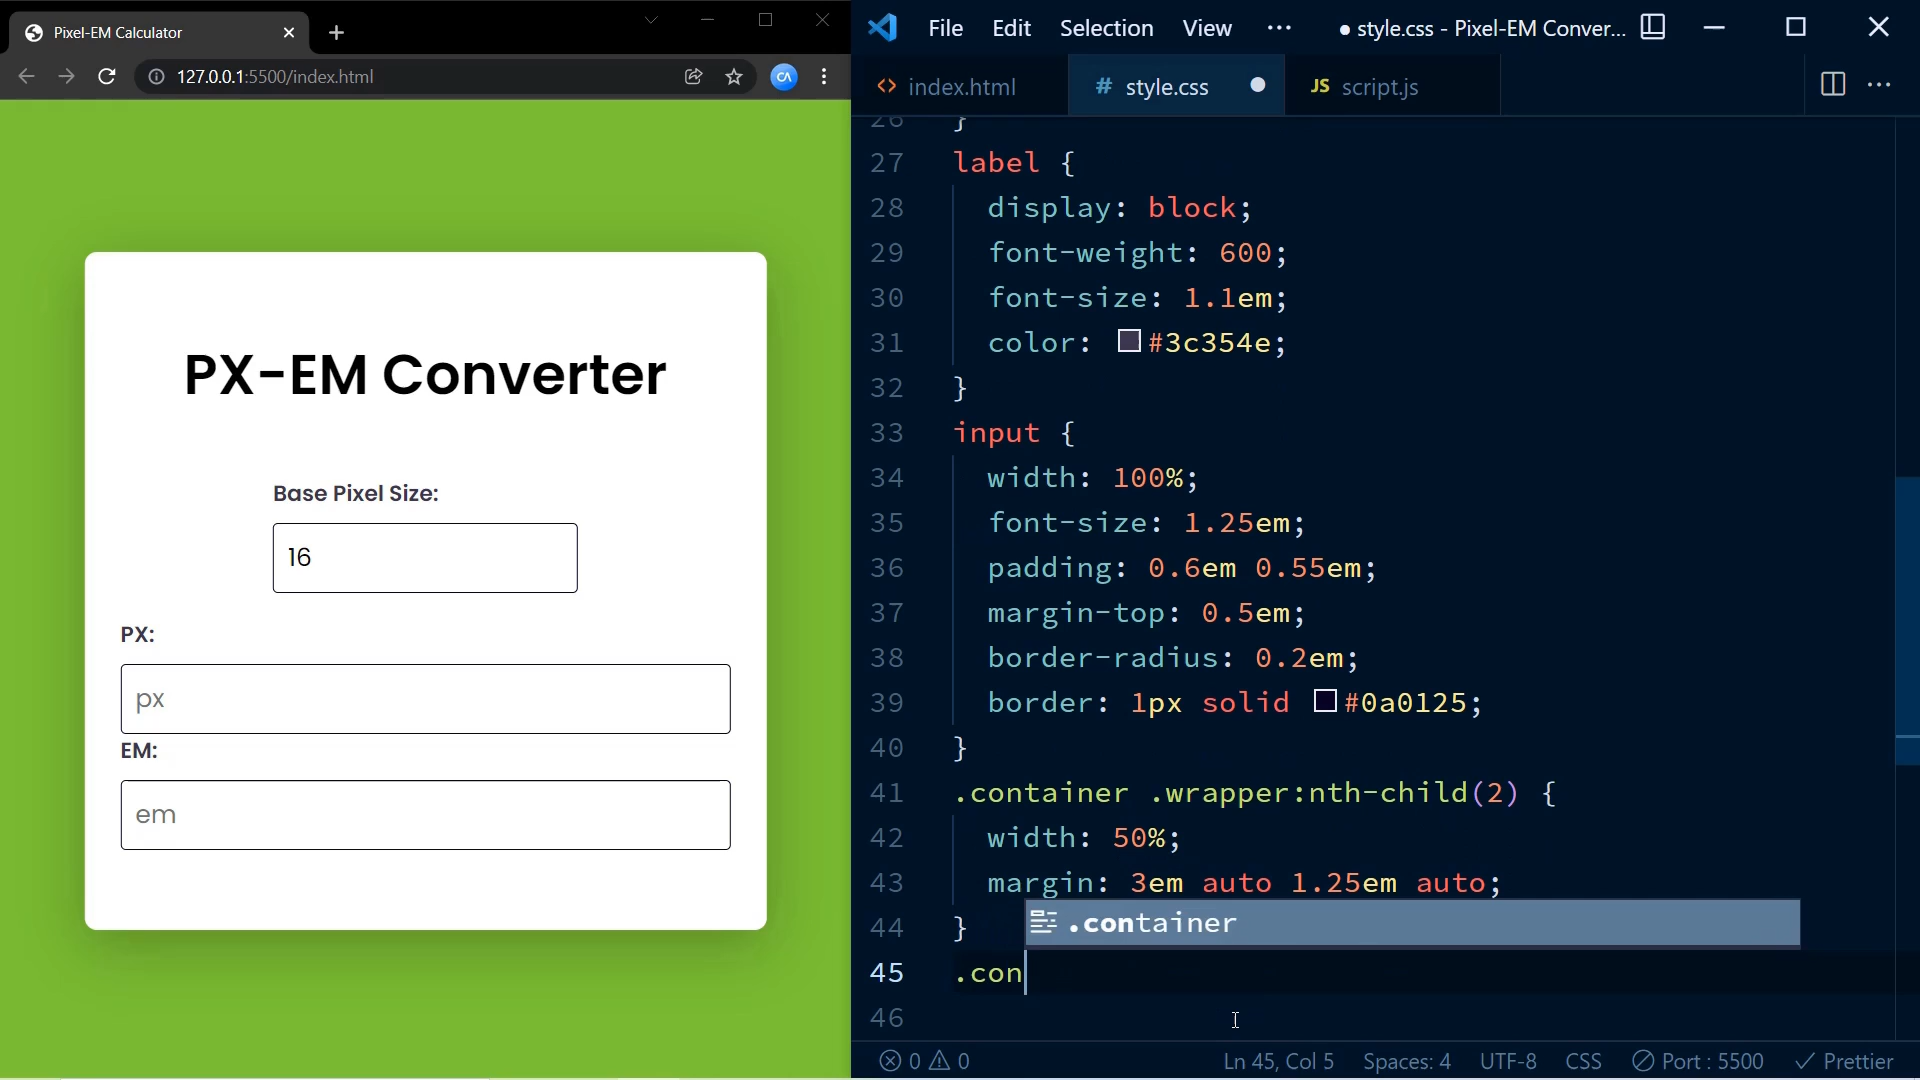 Pixel-EM Calculator
127.0.0.1:5500/index.html
PX-EM Converter
Base Pixel Size:
16
PX:
px
EM:
em
File Edit Selection View ··· ● style.css - Pixel-EM Conver...
<> index.html # style.css ● JS script.js
26 }
27 label {
28 display: block;
29 font-weight: 600;
30 font-size: 1.1em;
31 color: #3c354e;
32 }
33 input {
34 width: 100%;
35 font-size: 1.25em;
36 padding: 0.6em 0.55em;
37 margin-top: 0.5em;
38 border-radius: 0.2em;
39 border: 1px solid #0a0125;
40 }
41 .container .wrapper:nth-child(2) {
42 width: 50%;
43 margin: 3em auto 1.25em auto;
44 }
.container
45 .con
46
0 0 Ln 45, Col 5 Spaces: 4 UTF-8 CSS Port : 5500 Prettier